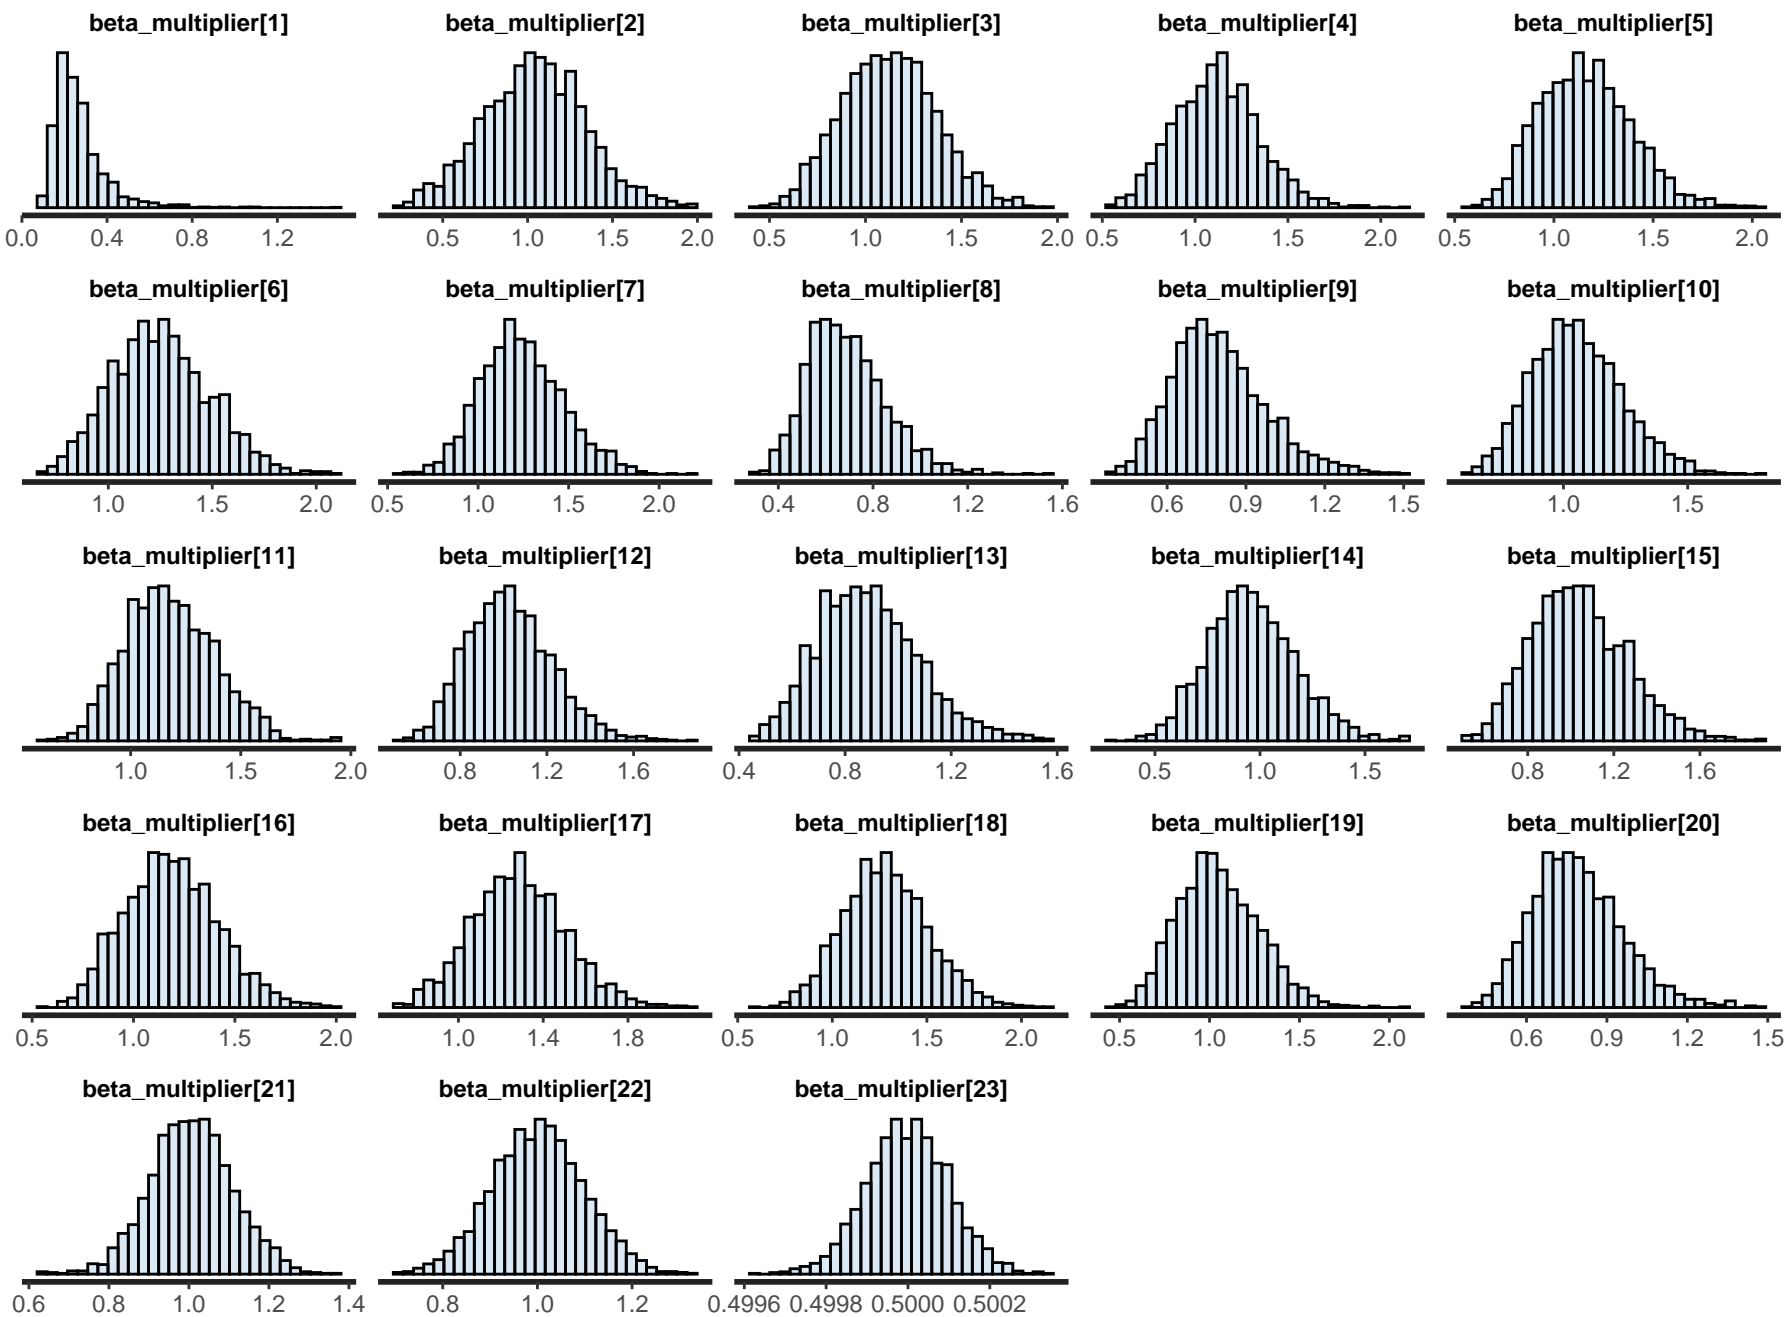 beta_multiplier[1] beta_multiplier[2] beta_multiplier[3] beta_multiplier[4] beta_multiplier[5]
0.0 0.4 0.8 1.2 0.5 1.0 1.5 2.0 0.5 1.0 1.5 2.0 0.5 1.0 1.5 2.0 0.5 1.0 1.5 2.0
beta_multiplier[6] beta_multiplier[7] beta_multiplier[8] beta_multiplier[9] beta_multiplier[10]
1.0 1.5 2.0 0.5 1.0 1.5 2.0 0.4 0.8 1.2 1.6 0.6 0.9 1.2 1.5 1.0 1.5
beta_multiplier[11] beta_multiplier[12] beta_multiplier[13] beta_multiplier[14] beta_multiplier[15]
1.0 1.5 2.0 0.8 1.2 1.6 0.4 0.8 1.2 1.6 0.5 1.0 1.5 0.8 1.2 1.6
beta_multiplier[16] beta_multiplier[17] beta_multiplier[18] beta_multiplier[19] beta_multiplier[20]
0.5 1.0 1.5 2.0 1.0 1.4 1.8 0.5 1.0 1.5 2.0 0.5 1.0 1.5 2.0 0.6 0.9 1.2 1.5
beta_multiplier[21] beta_multiplier[22] beta_multiplier[23]
0.6 0.8 1.0 1.2 1.4 0.8 1.0 1.2 0.4996 0.4998 0.5000 0.5002